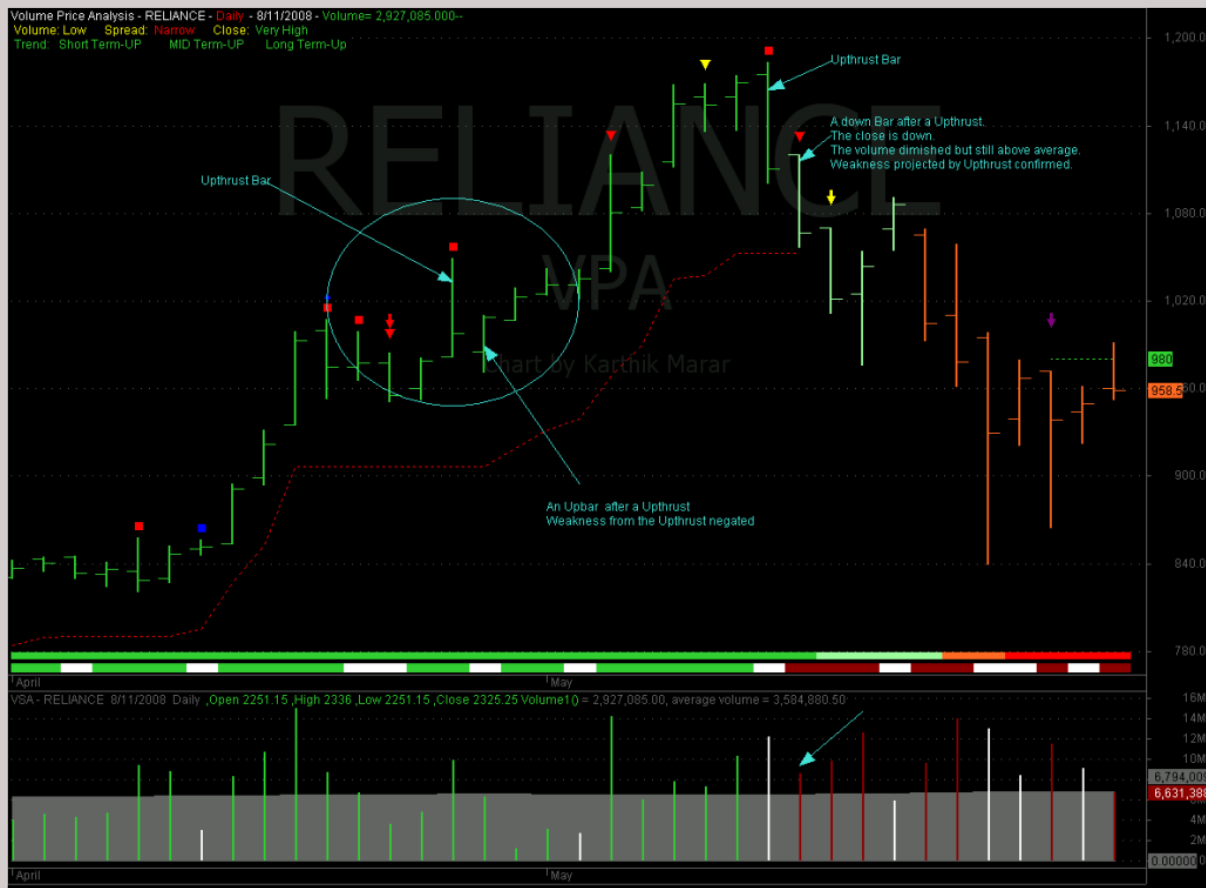 Volume Price Analysis - RELIANCE - Daily - 8/11/2008 - Volume= 2,927,085.000--
Volume: Low Spread: Narrow Close: Very High
Trend: Short Term-UP MID Term-UP Long Term-Up
1,200.0
Upthrust Bar
RELIANCE
1,140.0
A down Bar after a Upthrust.
The close is down.
The volume dimished but still above average.
Weakness projected by Upthrust confirmed.
Upthrust Bar
1,080.0
VPA
1,020.0
Chart by Karthik Marar
980
960.0
958.5
900.0
An Upbar after a Upthrust
Weakness from the Upthrust negated
840.0
780.0
April May
VSA - RELIANCE 8/11/2008 Daily ,Open 2251.15 ,High 2336 ,Low 2251.15 ,Close 2325.25 Volume1() = 2,927,085.00, average volume = 3,584,880.50
16M
14M
12M
10M
6,794,009
6,631,388
4M
2M
0.00000
April May